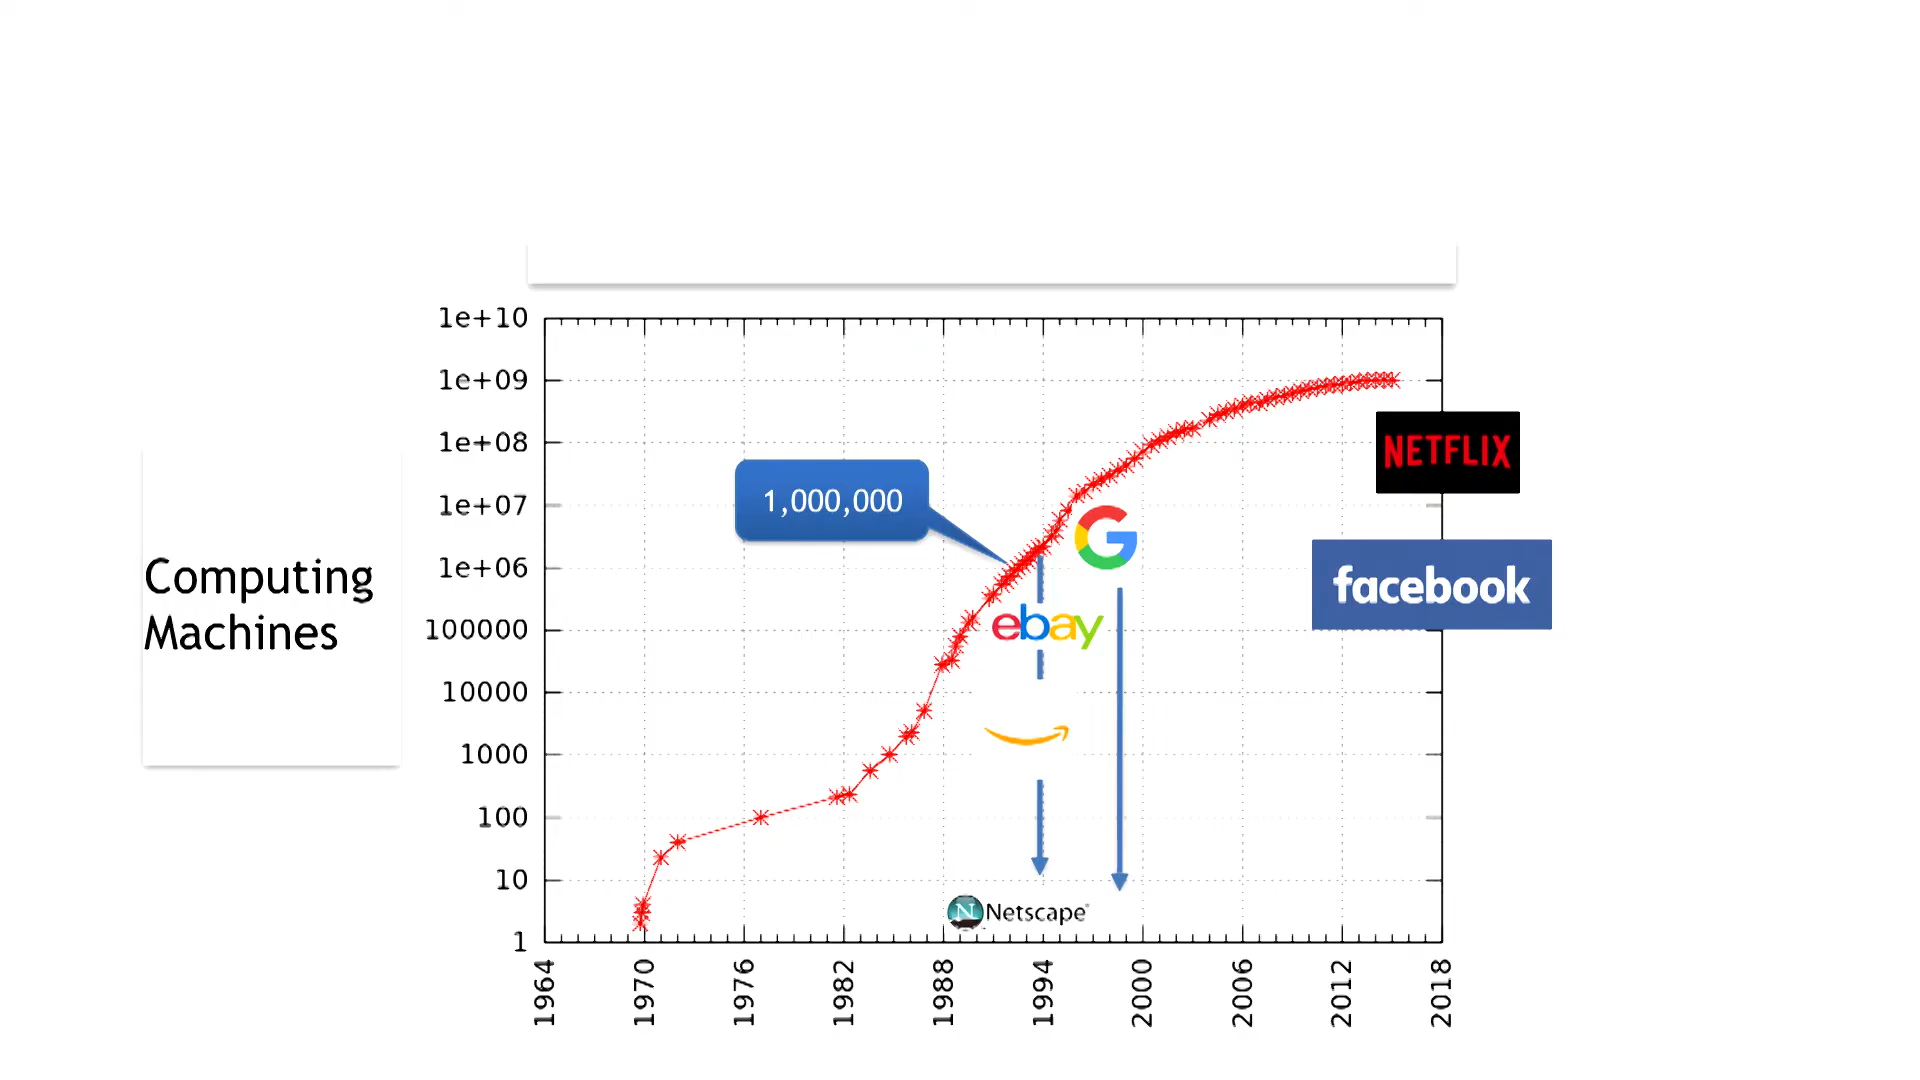 1e+10
1e+09
1e+08
1e+07
1e+06
100000
10000
1000
100
10
1
Computing
Machines
1,000,000
NETFLIX
facebook
G
ebay
N Netscape
1964
1970
1976
1982
1988
1994
2000
2006
2012
2018